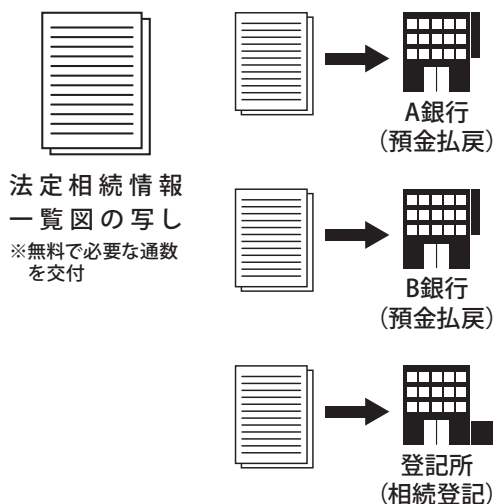 法定相続情報
一覧図の写し
※無料で必要な通数
を交付
A銀行
（預金払戻）
B銀行
（預金払戻）
登記所
（相続登記）